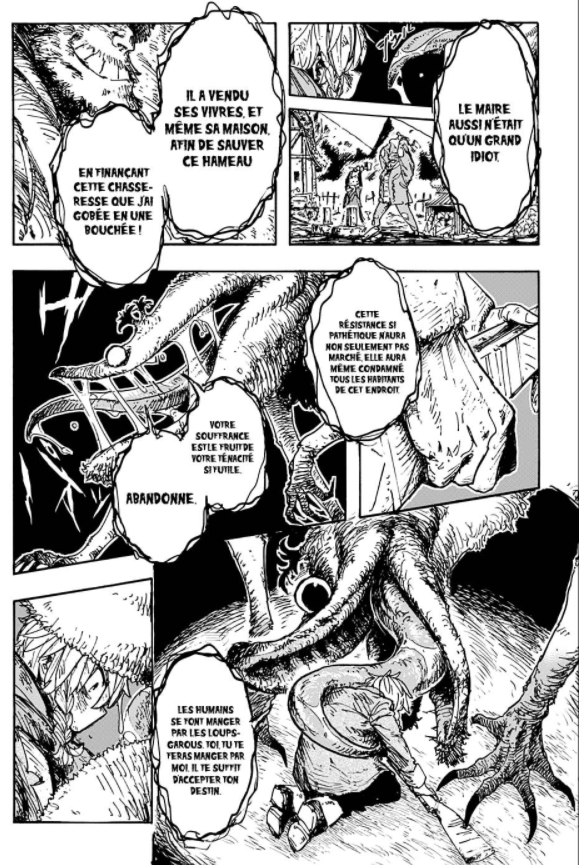 LE MAIRE
AUSSI N'ÉTAIT
QU'UN GRAND
IDIOT.
IL A VENDU
SES VIVRES, ET
MÊME SA MAISON,
AFIN DE SAUVER
CE HAMEAU
EN FINANÇANT
CETTE CHASSE-
RESSE QUE J'AI
GOBÉE EN UNE
BOUCHÉE !
CETTE
RÉSISTANCE SI
PATHÉTIQUE N'AURA
NON SEULEMENT PAS
MARCHÉ, ELLE AURA
MÊME CONDAMNÉ
TOUS LES HABITANTS
DE CET ENDROIT.
VOTRE
SOUFFRANCE
EST LE FRUIT DE
VOTRE TÉNACITÉ
SI FUTILE.
ABANDONNE.
LES HUMAINS
SE FONT MANGER
PAR LES LOUPS-
GAROUS. TOI, TU TE
FERAS MANGER PAR
MOI. IL TE SUFFIT
D'ACCEPTER TON
DESTIN.